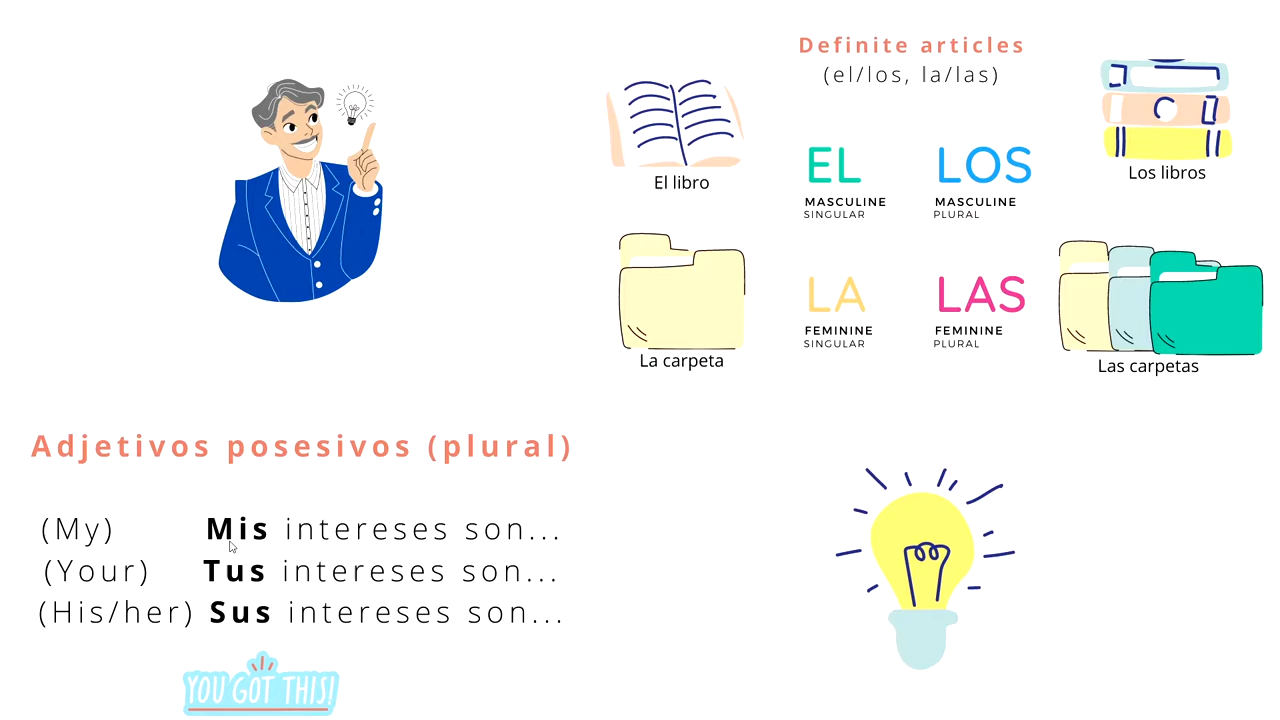 Definite articles
(el/los, la/las)
El libro
Los libros
EL
MASCULINE
SINGULAR
LOS
MASCULINE
PLURAL
LA
FEMININE
SINGULAR
LAS
FEMININE
PLURAL
La carpeta
Las carpetas
Adjetivos posesivos (plural)
(My) Mis intereses son...
(Your) Tus intereses son...
(His/her) Sus intereses son...
YOU GOT THIS!